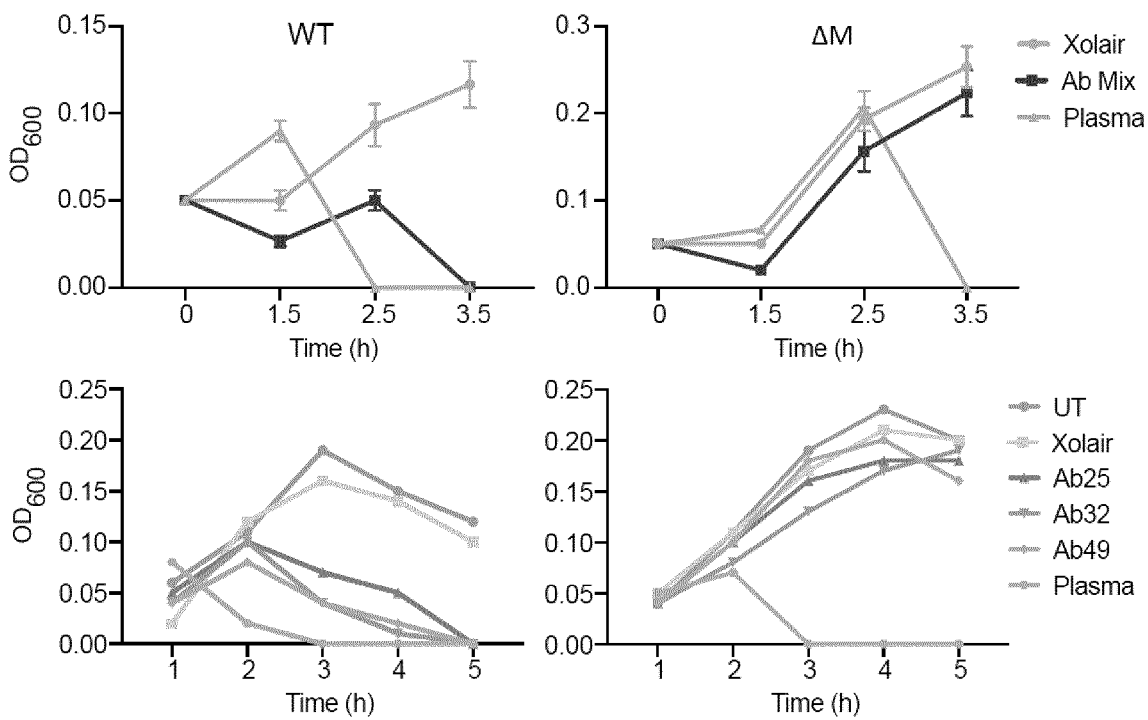 WT
OD600
0.15
0.10
0.05
0.00
0
1.5
2.5
3.5
Time (h)
ΔM
0.3
0.2
0.1
0.0
0
1.5
2.5
3.5
Time (h)
Xolair
Ab Mix
Plasma
OD600
0.25
0.20
0.15
0.10
0.05
0.00
1
2
3
4
5
Time (h)
0.25
0.20
0.15
0.10
0.05
0.00
1
2
3
4
5
Time (h)
UT
Xolair
Ab25
Ab32
Ab49
Plasma